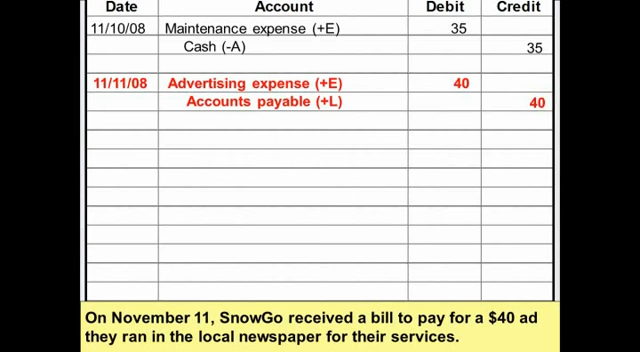 Date Account Debit Credit
11/10/08 Maintenance expense (+E) 35
Cash (-A) 35
11/11/08 Advertising expense (+E) 40
Accounts payable (+L) 40
On November 11, SnowGo received a bill to pay for a $40 ad
they ran in the local newspaper for their services.